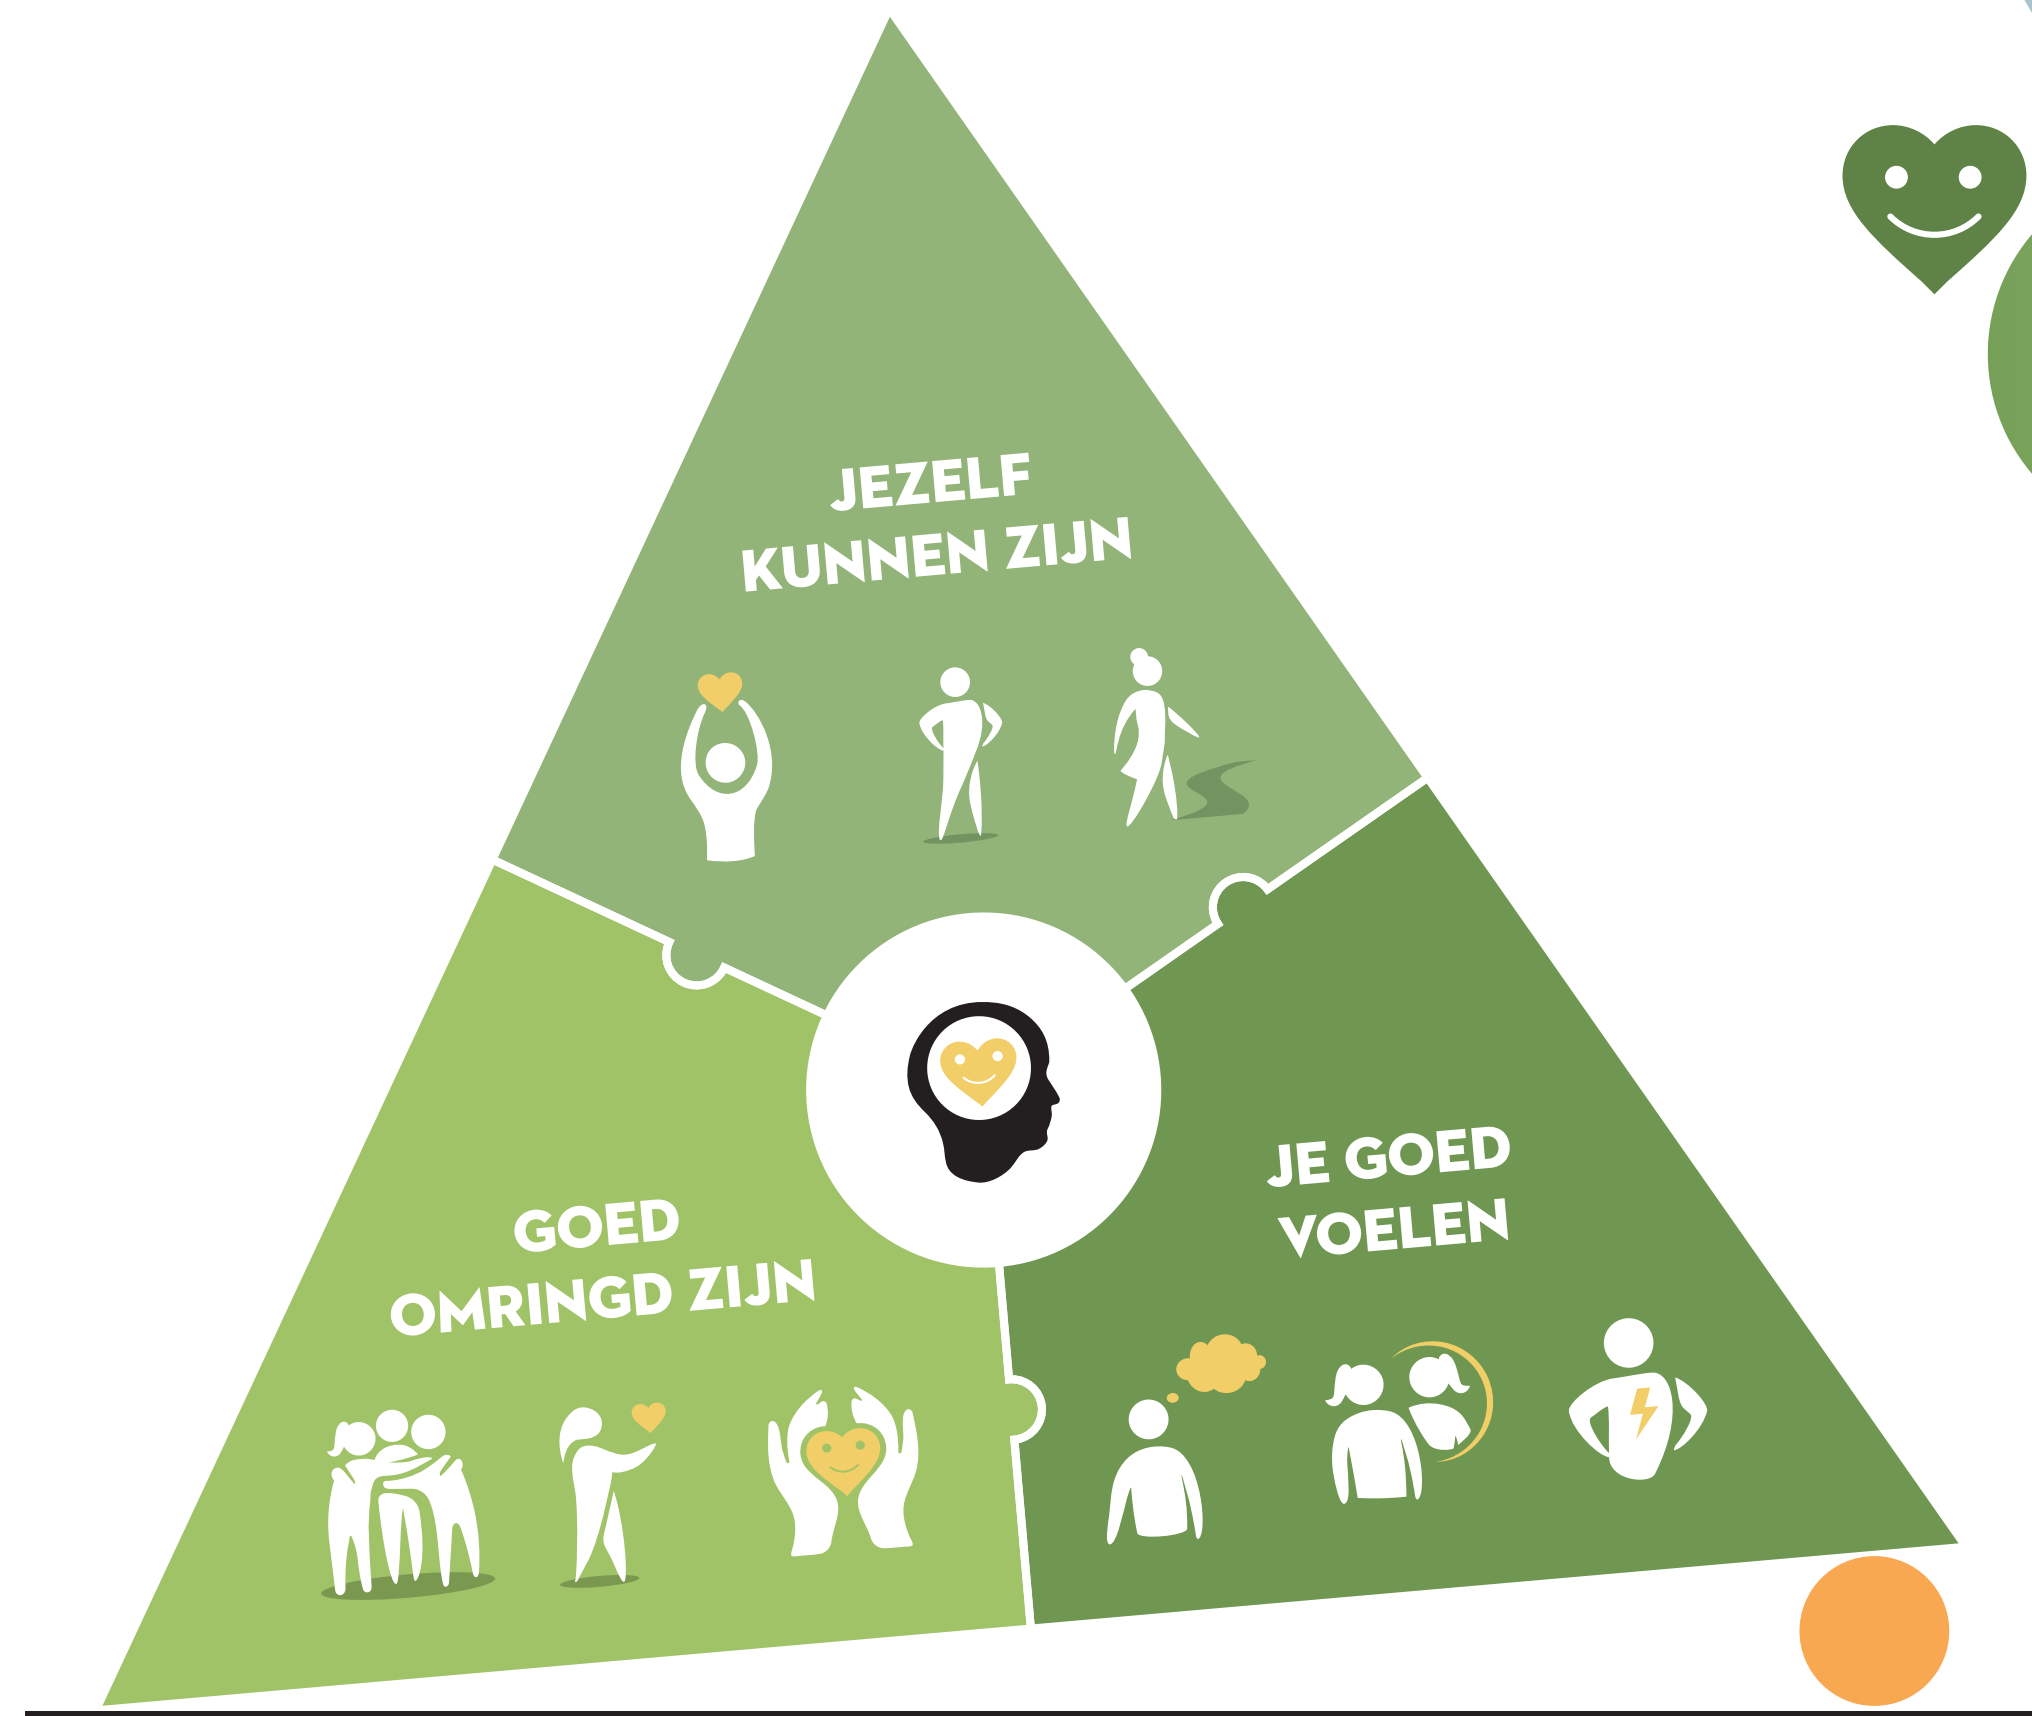 JEZELF
KUNNEN ZIJN
GOED
OMRINGD ZIJN
JE GOED
VOELEN